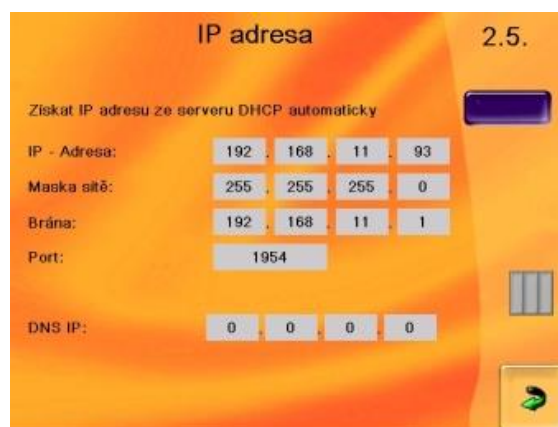 IP adresa
2.5.
Získat IP adresu ze serveru DHCP automaticky
IP - Adresa: 192 . 168 . 11 . 93
Maska sítě: 255 . 255 . 255 . 0
Brána: 192 . 168 . 11 . 1
Port: 1954
DNS IP: 0 . 0 . 0 . 0